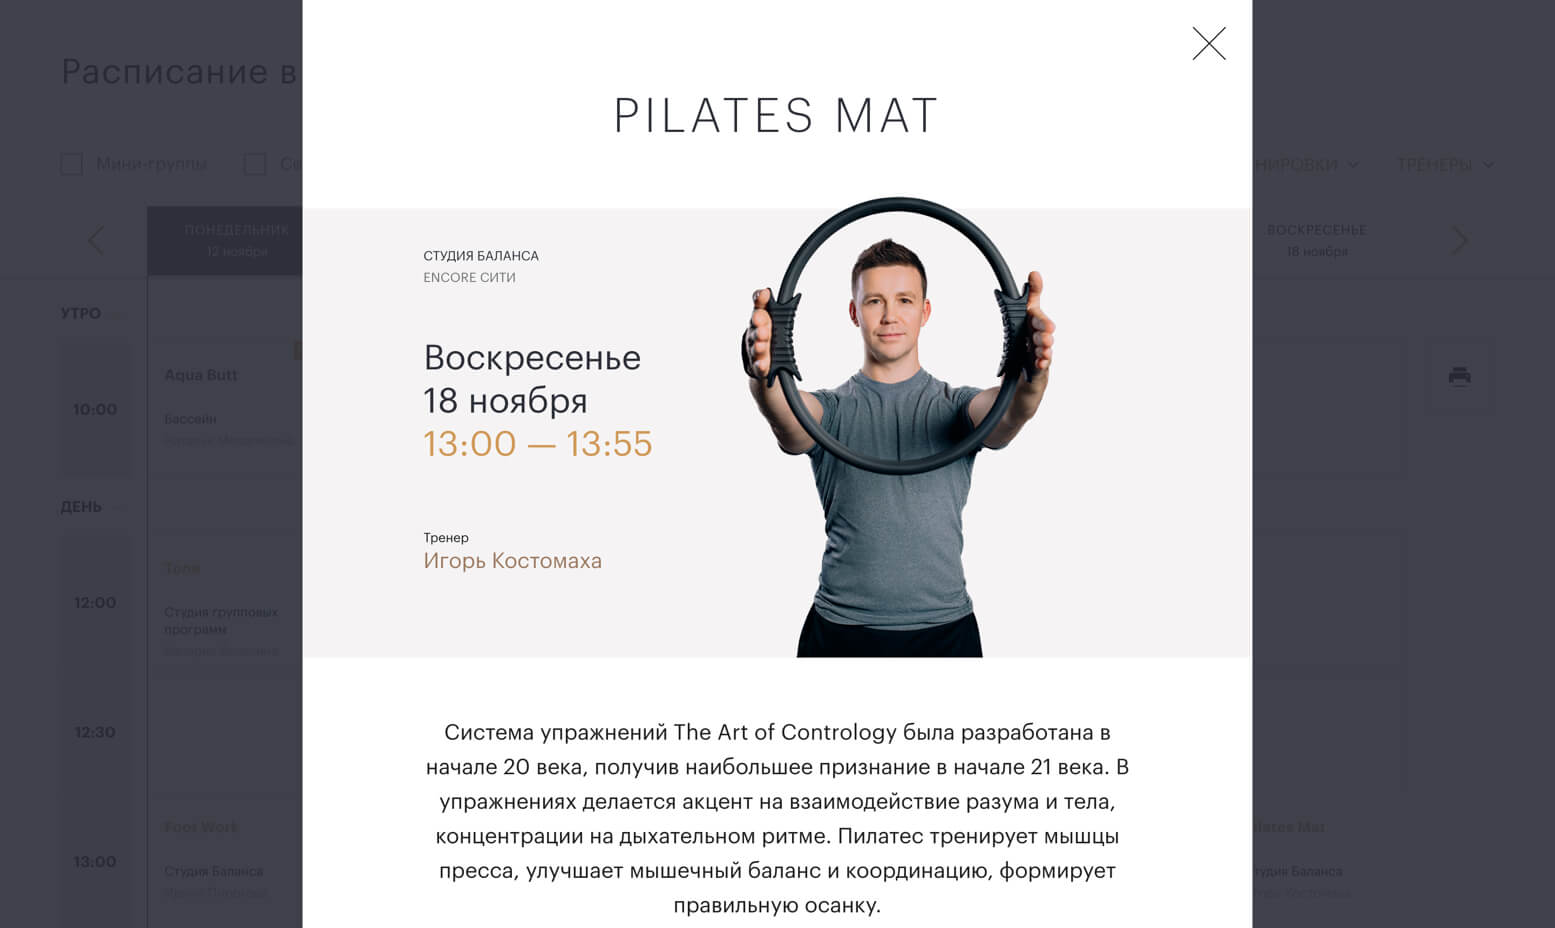 Расписание в
Мини-группы
НИРОВКИ
ТРЕНЕРЫ
ПОНЕДЕЛЬНИК
12 ноября
ВОСКРЕСЕНЬЕ
18 ноября
УТРО
10:00
Aqua Butt
Бассейн
ДЕНЬ
12:00
Tone
Студия групповых
программ
12:30
13:00
Foot Work
Студия Баланса
ilates Mat
тудия Баланса
PILATES MAT
СТУДИЯ БАЛАНСА
ENCORE СИТИ
Воскресенье
18 ноября
13:00 — 13:55
Тренер
Игорь Костомаха
Система упражнений The Art of Contrology была разработана в
начале 20 века, получив наибольшее признание в начале 21 века. В
упражнениях делается акцент на взаимодействие разума и тела,
концентрации на дыхательном ритме. Пилатес тренирует мышцы
пресса, улучшает мышечный баланс и координацию, формирует
правильную осанку.